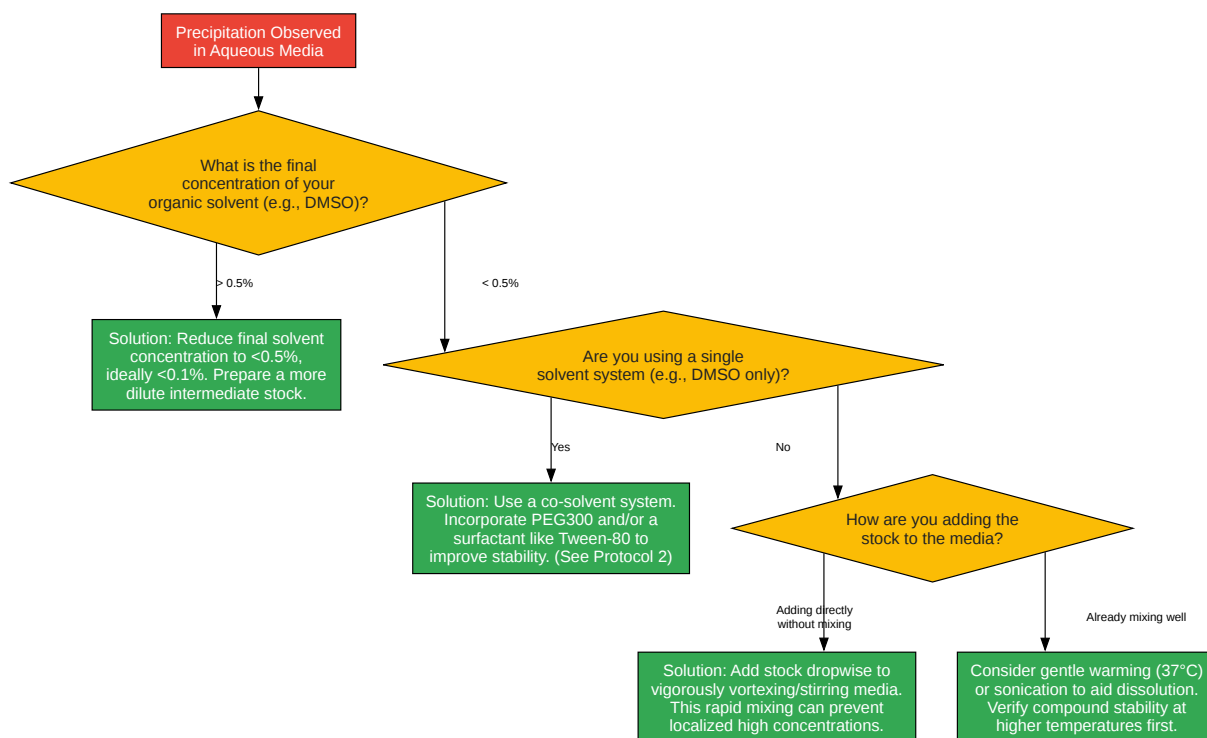 Precipitation Observed
in Aqueous Media
What is the final
concentration of your
organic solvent (e.g., DMSO)?
> 0.5%
< 0.5%
Solution: Reduce final solvent
concentration to <0.5%,
ideally <0.1%. Prepare a more
dilute intermediate stock.
Are you using a single
solvent system (e.g., DMSO only)?
Yes
No
Solution: Use a co-solvent system.
Incorporate PEG300 and/or a
surfactant like Tween-80 to
improve stability. (See Protocol 2)
How are you adding the
stock to the media?
Adding directly
without mixing
Already mixing well
Solution: Add stock dropwise to
vigorously vortexing/stirring media.
This rapid mixing can prevent
localized high concentrations.
Consider gentle warming (37°C)
or sonication to aid dissolution.
Verify compound stability at
higher temperatures first.